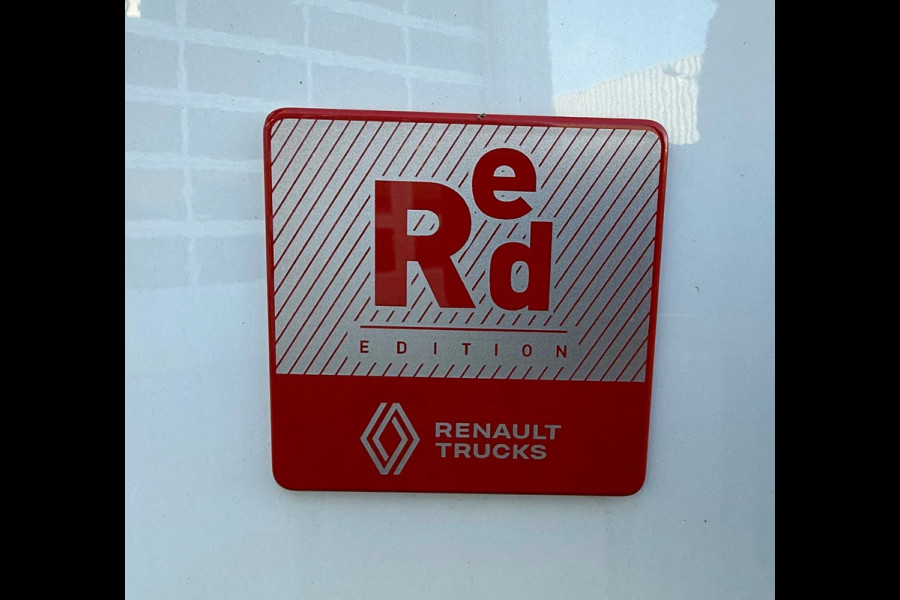 Red
EDITION
RENAULT
TRUCKS